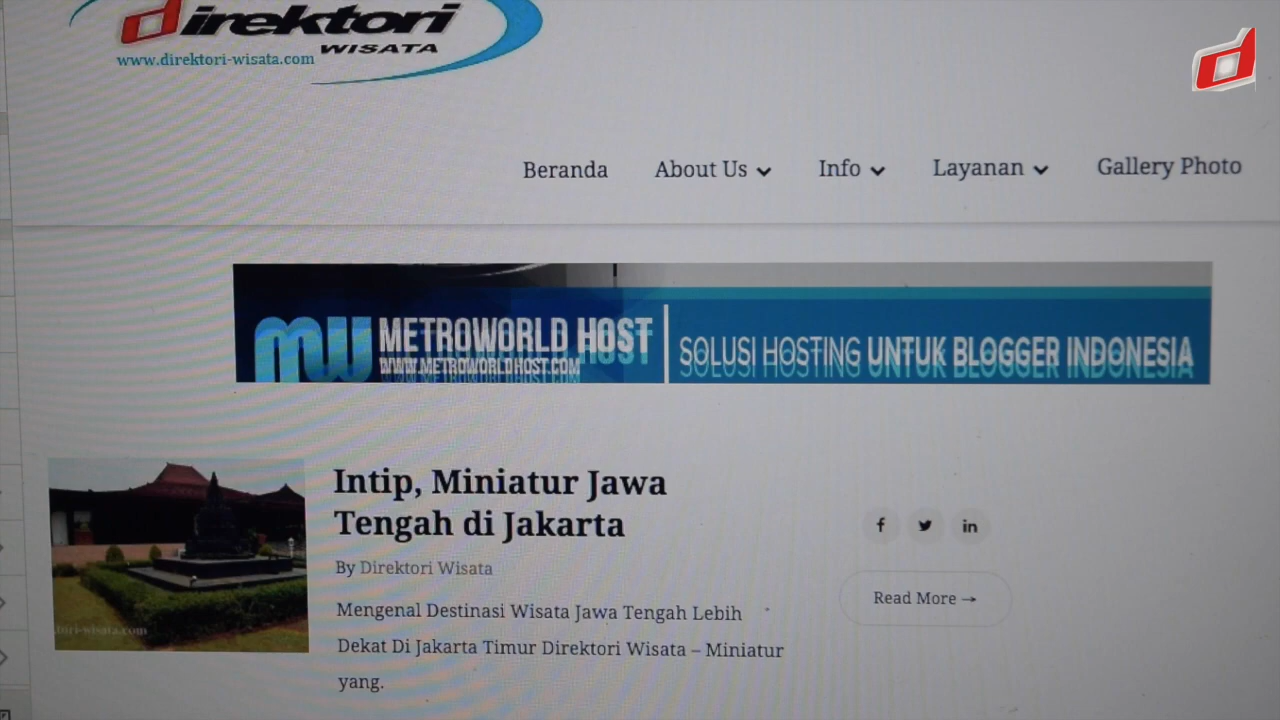 direktori
WISATA
www.direktori-wisata.com
d
Beranda
About Us
Info
Layanan
Gallery Photo
mw METROWORLD HOST
WWW.METROWORLDHOST.COM
SOLUSI HOSTING UNTUK BLOGGER INDONESIA
Intip, Miniatur Jawa
Tengah di Jakarta
By Direktori Wisata
Mengenal Destinasi Wisata Jawa Tengah Lebih
Dekat Di Jakarta Timur Direktori Wisata – Miniatur
yang.
f
in
Read More →